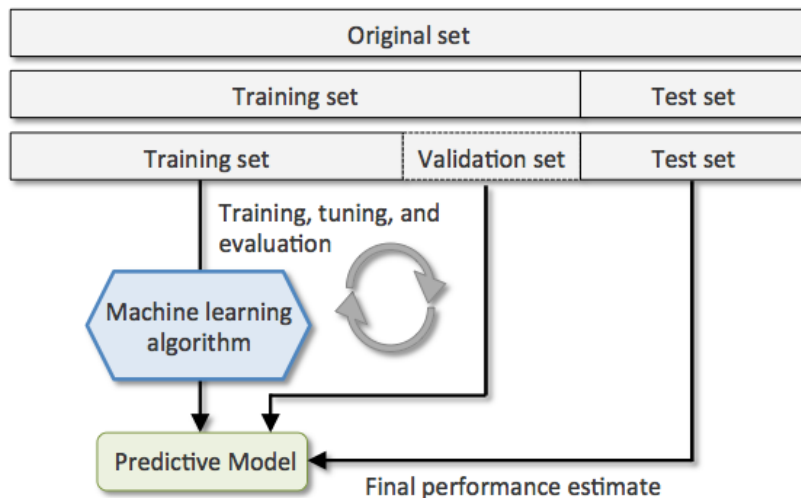 Original set
Training set Test set
Training set Validation set Test set
Training, tuning, and
evaluation
Machine learning
algorithm
Predictive Model
Final performance estimate